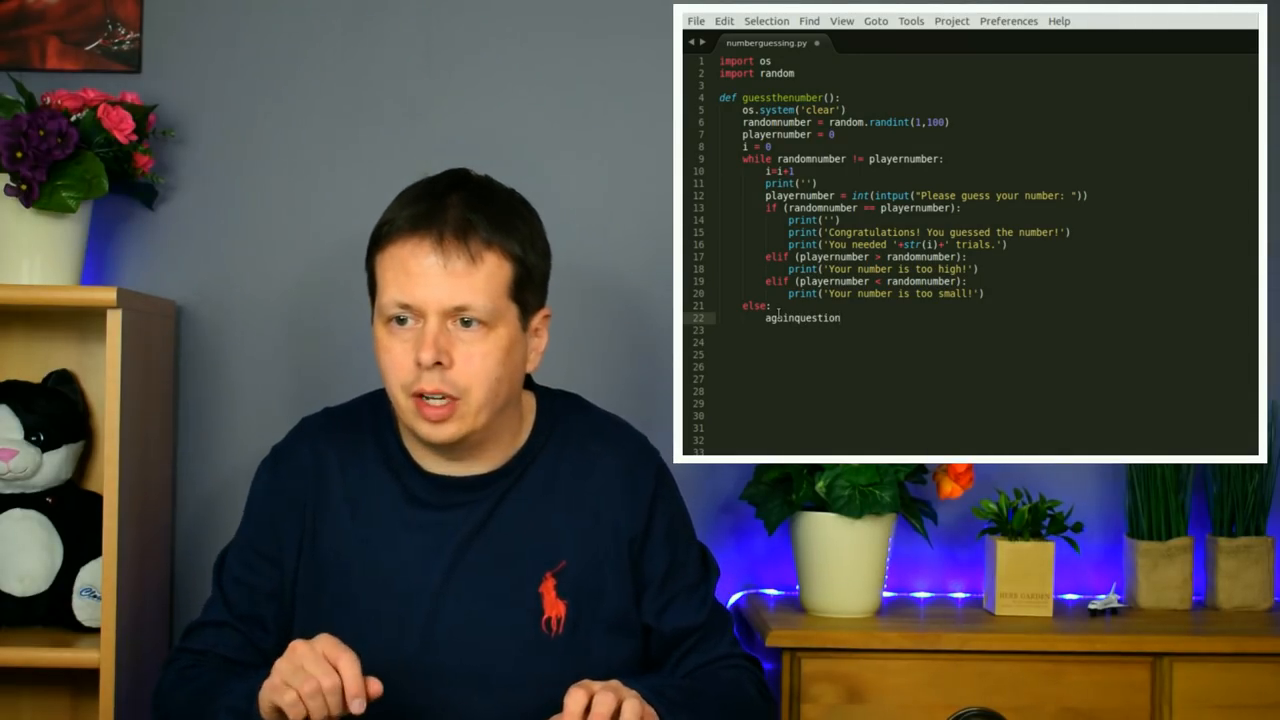 File Edit Selection Find View Goto Tools Project Preferences Help
numberguessing.py
1 import os
2 import random
3
4 def guessthenumber():
5 os.system('clear')
6 randomnumber = random.randint(1,100)
7 playernumber = 0
8 i = 0
9 while randomnumber != playernumber:
10 i=i+1
11 print('')
12 playernumber = int(intput("Please guess your number: "))
13 if (randomnumber == playernumber):
14 print('')
15 print('Congratulations! You guessed the number!')
16 print('You needed '+str(i)+' trials.')
17 elif (playernumber > randomnumber):
18 print('Your number is too high!')
19 elif (playernumber < randomnumber):
20 print('Your number is too small!')
21 else:
22 againquestion
23
24
25
26
27
28
29
30
31
32
33
HERB GARDEN